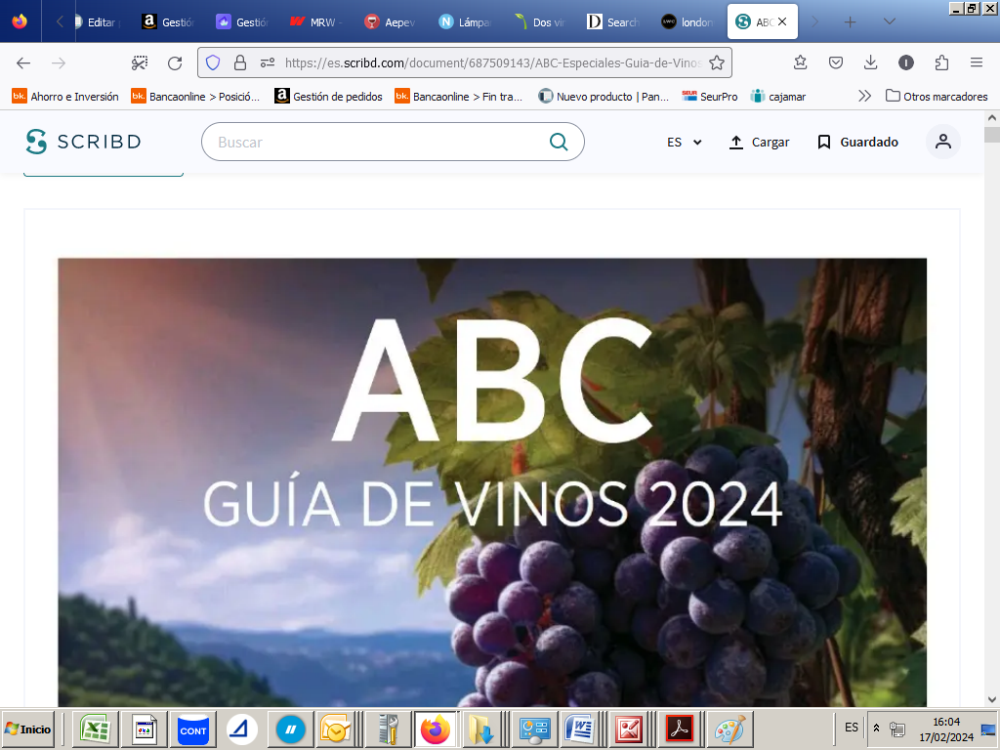 Editar
Gestió
Gestió
MRW -
Aepev
Lámpa
Dos vir
Search
london
ABC
https://es.scribd.com/document/687509143/ABC-Especiales-Guia-de-Vinos
Ahorro e Inversión
Bancaonline > Posició...
Gestión de pedidos
Bancaonline > Fin tra...
Nuevo producto | Pan...
SeurPro
cajamar
Otros marcadores
SCRIBD
Buscar
ES
Cargar
Guardado
ABC
GUÍA DE VINOS 2024
Inicio
CONT
ES
16:04
17/02/2024